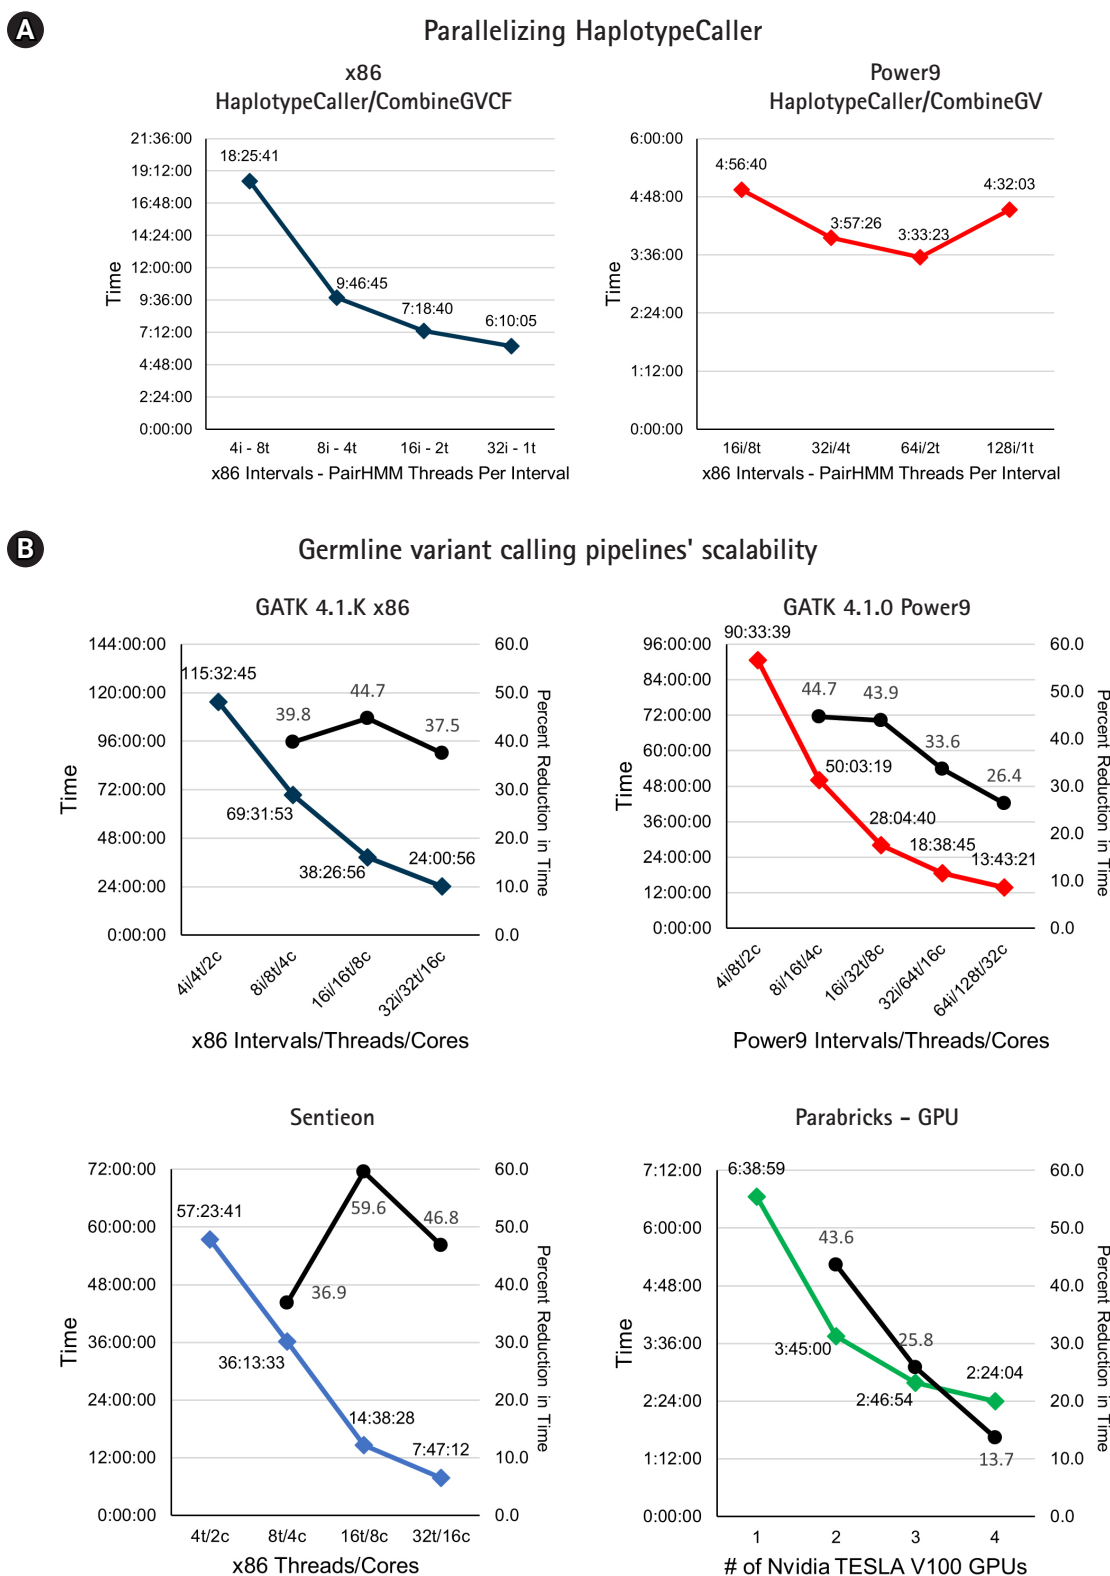 A
Parallelizing HaplotypeCaller
x86
HaplotypeCaller/CombineGVCF
21:36:00
19:12:00
16:48:00
14:24:00
12:00:00
9:36:00
7:12:00
4:48:00
2:24:00
0:00:00
Time
18:25:41
9:46:45
7:18:40
6:10:05
4i - 8t
8i - 4t
16i - 2t
32i - 1t
x86 Intervals - PairHMM Threads Per Interval
Power9
HaplotypeCaller/CombineGV
6:00:00
4:48:00
3:36:00
2:24:00
1:12:00
0:00:00
Time
4:56:40
3:57:26
3:33:23
4:32:03
16i/8t
32i/4t
64i/2t
128i/1t
x86 Intervals - PairHMM Threads Per Interval
B
Germline variant calling pipelines' scalability
GATK 4.1.K x86
144:00:00
120:00:00
96:00:00
72:00:00
48:00:00
24:00:00
0:00:00
Time
115:32:45
69:31:53
38:26:56
24:00:56
39.8
44.7
37.5
60.0
50.0
40.0
30.0
20.0
10.0
0.0
Percent Reduction in Time
4i/4t/2c
8i/8t/4c
16i/16t/8c
32i/32t/16c
x86 Intervals/Threads/Cores
GATK 4.1.0 Power9
96:00:00
84:00:00
72:00:00
60:00:00
48:00:00
36:00:00
24:00:00
12:00:00
0:00:00
Time
90:33:39
50:03:19
28:04:40
18:38:45
13:43:21
44.7
43.9
33.6
26.4
60.0
50.0
40.0
30.0
20.0
10.0
0.0
Percent Reduction in Time
4i/8t/2c
8i/16t/4c
16i/32t/8c
32i/64t/16c
64i/128t/32c
Power9 Intervals/Threads/Cores
Sentieon
72:00:00
60:00:00
48:00:00
36:00:00
24:00:00
12:00:00
0:00:00
Time
57:23:41
36:13:33
14:38:28
7:47:12
36.9
59.6
46.8
60.0
50.0
40.0
30.0
20.0
10.0
0.0
Percent Reduction in Time
4t/2c
8t/4c
16t/8c
32t/16c
x86 Threads/Cores
Parabricks - GPU
7:12:00
6:00:00
4:48:00
3:36:00
2:24:00
1:12:00
0:00:00
Time
6:38:59
3:45:00
2:46:54
2:24:04
43.6
25.8
13.7
60.0
50.0
40.0
30.0
20.0
10.0
0.0
Percent Reduction in Time
1
2
3
4
# of Nvidia TESLA V100 GPUs